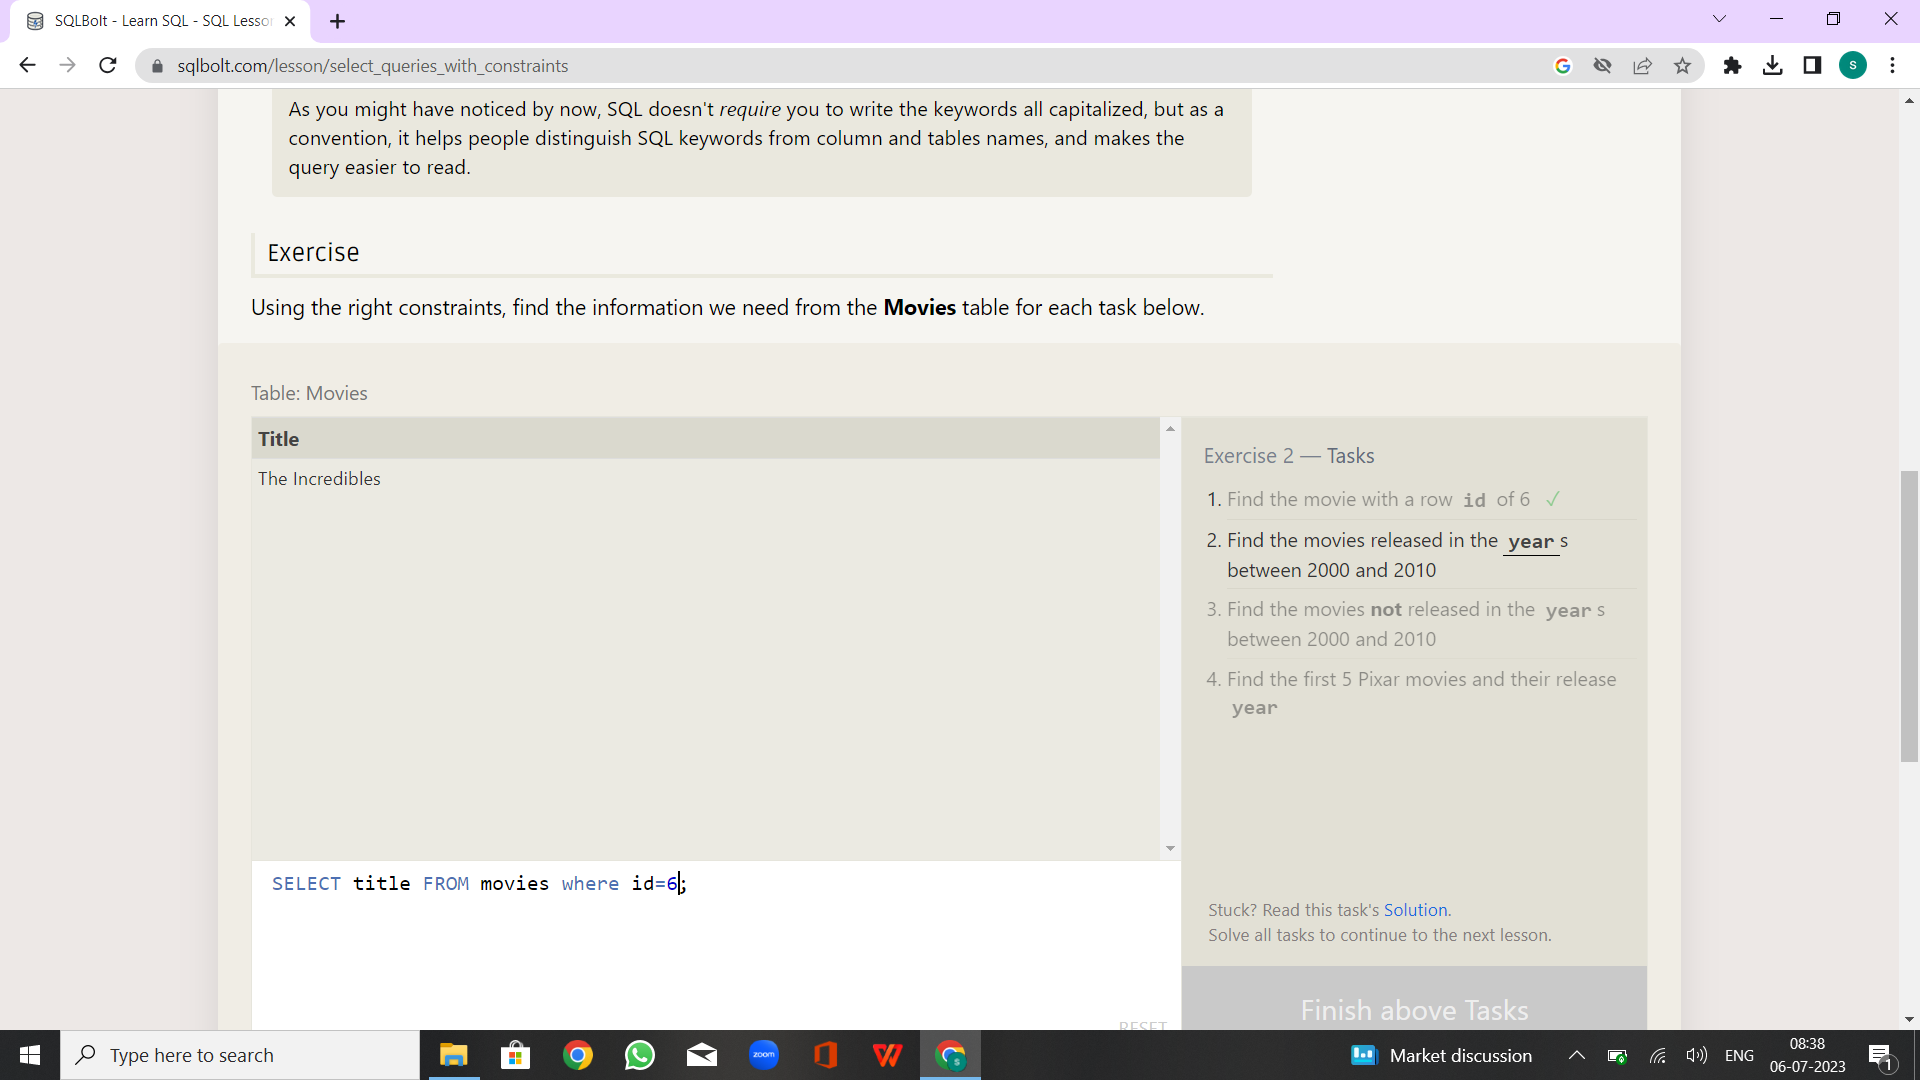 SQLBolt - Learn SQL - SQL Lesson
sqlbolt.com/lesson/select_queries_with_constraints
S
As you might have noticed by now, SQL doesn't require you to write the keywords all capitalized, but as a
convention, it helps people distinguish SQL keywords from column and tables names, and makes the
query easier to read.
Exercise
Using the right constraints, find the information we need from the Movies table for each task below.
Table: Movies
Title
The Incredibles
Exercise 2 — Tasks
1. Find the movie with a row id of 6 ✓
2. Find the movies released in the year s
between 2000 and 2010
3. Find the movies not released in the year s
between 2000 and 2010
4. Find the first 5 Pixar movies and their release
year
SELECT title FROM movies where id=6;
Stuck? Read this task's Solution.
Solve all tasks to continue to the next lesson.
RESET
Finish above Tasks
Type here to search
zoom
S
Market discussion
ENG
08:38
06-07-2023
1